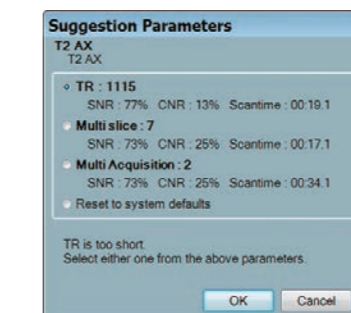 Suggestion Parameters
T2 AX
T2 AX
TR : 1115
SNR : 77% CNR : 13% Scantime : 00:19.1
Multi slice : 7
SNR : 73% CNR : 25% Scantime : 00:17.1
Multi Acquisition : 2
SNR : 73% CNR : 25% Scantime : 00:34.1
Reset to system defaults
TR is too short.
Select either one from the above parameters.
OK Cancel